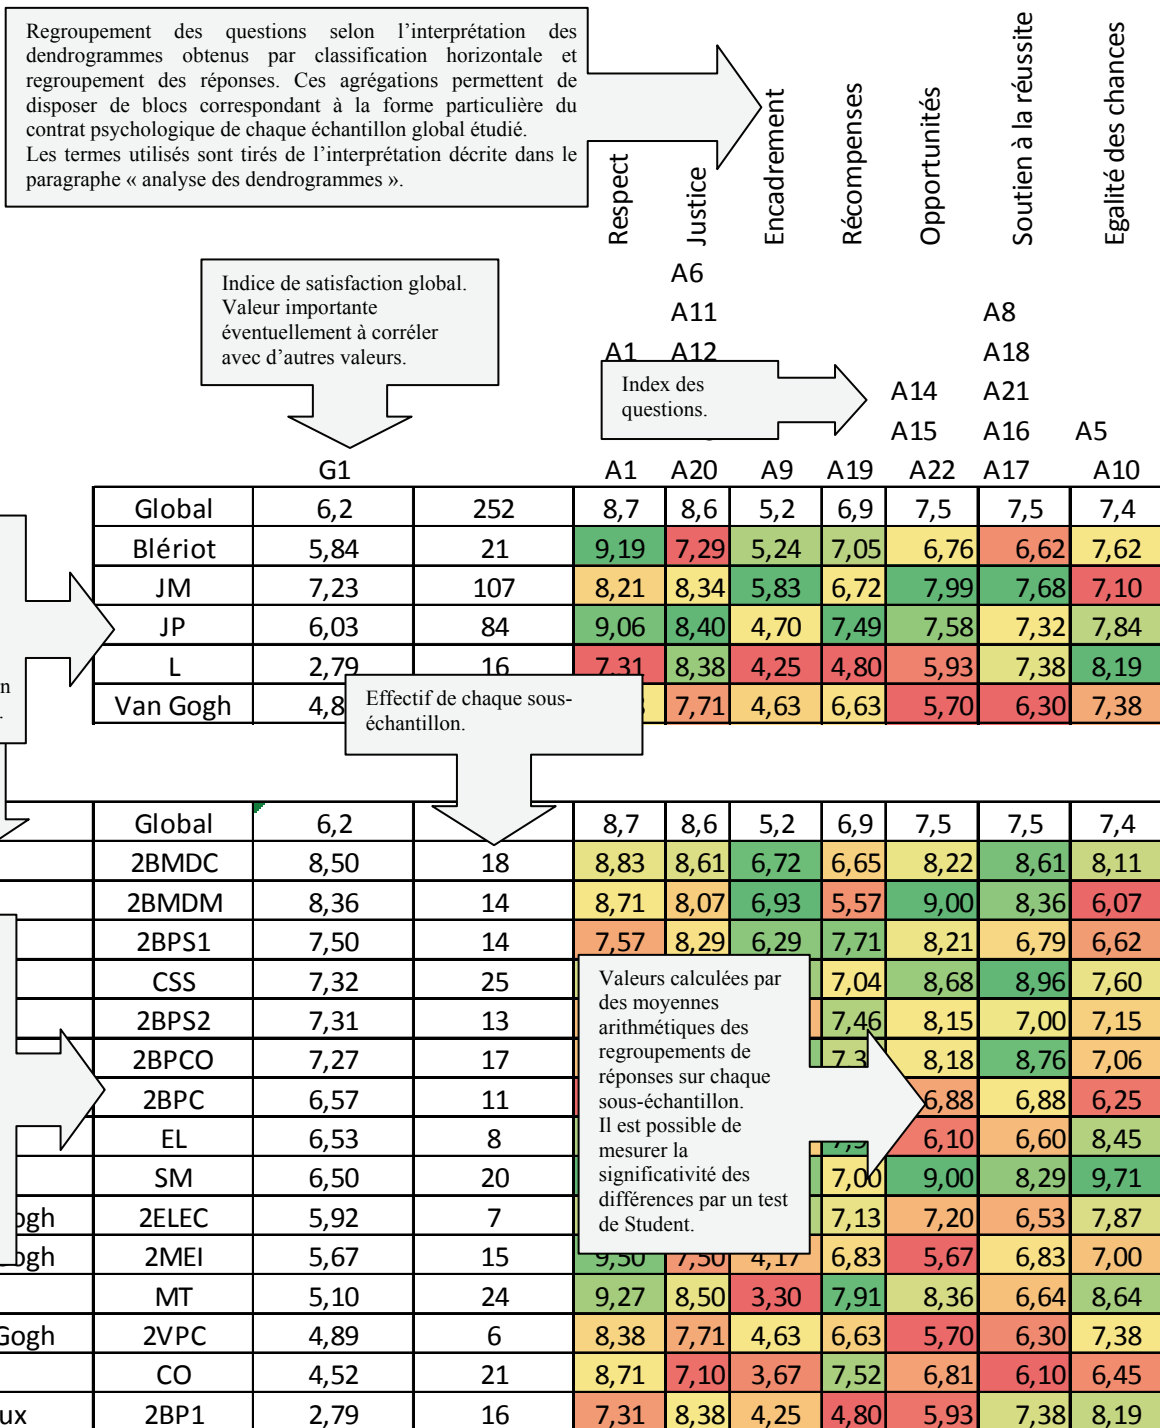 Regroupement des questions selon l'interprétation des
dendrogrammes obtenus par classification horizontale et
regroupement des réponses. Ces agrégations permettent de
disposer de blocs correspondant à la forme particulière du
contrat psychologique de chaque échantillon global étudié.
Les termes utilisés sont tirés de l'interprétation décrite dans le
paragraphe « analyse des dendrogrammes ».
Respect
Justice
Encadrement
Récompenses
Opportunités
Soutien à la réussite
Egalité des chances
Indice de satisfaction global.
Valeur importante
éventuellement à corréler
avec d'autres valeurs.
Index des
questions.
A6
A11 A8
A1 A12 A18
A14 A21
A15 A16 A5
G1 A1 A20 A9 A19 A22 A17 A10
Global 6,2 252 8,7 8,6 5,2 6,9 7,5 7,5 7,4
Blériot 5,84 21 9,19 7,29 5,24 7,05 6,76 6,62 7,62
JM 7,23 107 8,21 8,34 5,83 6,72 7,99 7,68 7,10
JP 6,03 84 9,06 8,40 4,70 7,49 7,58 7,32 7,84
L 2,79 16 7,31 8,38 4,25 4,80 5,93 7,38 8,19
Van Gogh 4,8 7,71 4,63 6,63 5,70 6,30 7,38
n
.
Effectif de chaque sous-
échantillon.
Global 6,2 8,7 8,6 5,2 6,9 7,5 7,5 7,4
2BMDC 8,50 18 8,83 8,61 6,72 6,65 8,22 8,61 8,11
2BMDM 8,36 14 8,71 8,07 6,93 5,57 9,00 8,36 6,07
2BPS1 7,50 14 7,57 8,29 6,29 7,71 8,21 6,79 6,62
CSS 7,32 25 7,04 8,68 8,96 7,60
2BPS2 7,31 13 7,46 8,15 7,00 7,15
2BPCO 7,27 17 7,3 8,18 8,76 7,06
2BPC 6,57 11 6,88 6,88 6,25
EL 6,53 8 6,10 6,60 8,45
SM 6,50 20 7,00 9,00 8,29 9,71
ogh 2ELEC 5,92 7 7,13 7,20 6,53 7,87
ogh 2MEI 5,67 15 9,50 7,50 4,17 6,83 5,67 6,83 7,00
MT 5,10 24 9,27 8,50 3,30 7,91 8,36 6,64 8,64
Gogh 2VPC 4,89 6 8,38 7,71 4,63 6,63 5,70 6,30 7,38
CO 4,52 21 8,71 7,10 3,67 7,52 6,81 6,10 6,45
ux 2BP1 2,79 16 7,31 8,38 4,25 4,80 5,93 7,38 8,19
Valeurs calculées par
des moyennes
arithmétiques des
regroupements de
réponses sur chaque
sous-échantillon.
Il est possible de
mesurer la
significativité des
différences par un test
de Student.